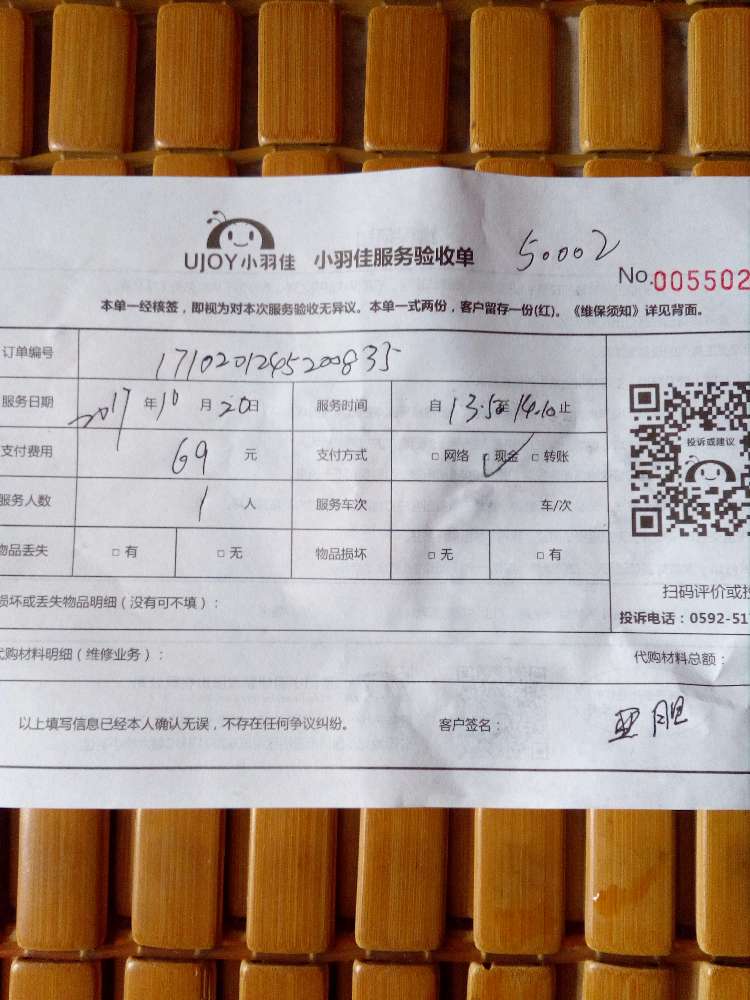 UJOY小羽佳 小羽佳服务验收单 50002
No.005502
本单一经核签，即视为对本次服务验收无异议。本单一式两份，客户留存一份(红)。《维保须知》详见背面。
订单编号 1710201245200835
服务日期 2017 年 10 月 20 日 服务时间 自 13.50 至 14.10 止
支付费用 69 元 支付方式 □ 网络 ✓ 现金 □ 转账
服务人数 1 人 服务车次 车/次
物品丢失 □ 有 □ 无 物品损坏 □ 无 □ 有
投诉或建议
扫码评价或投
损坏或丢失物品明细（没有可不填）：
投诉电话：0592-51
代购材料明细（维修业务）： 代购材料总额：
以上填写信息已经本人确认无误，不存在任何争议纠纷。 客户签名：